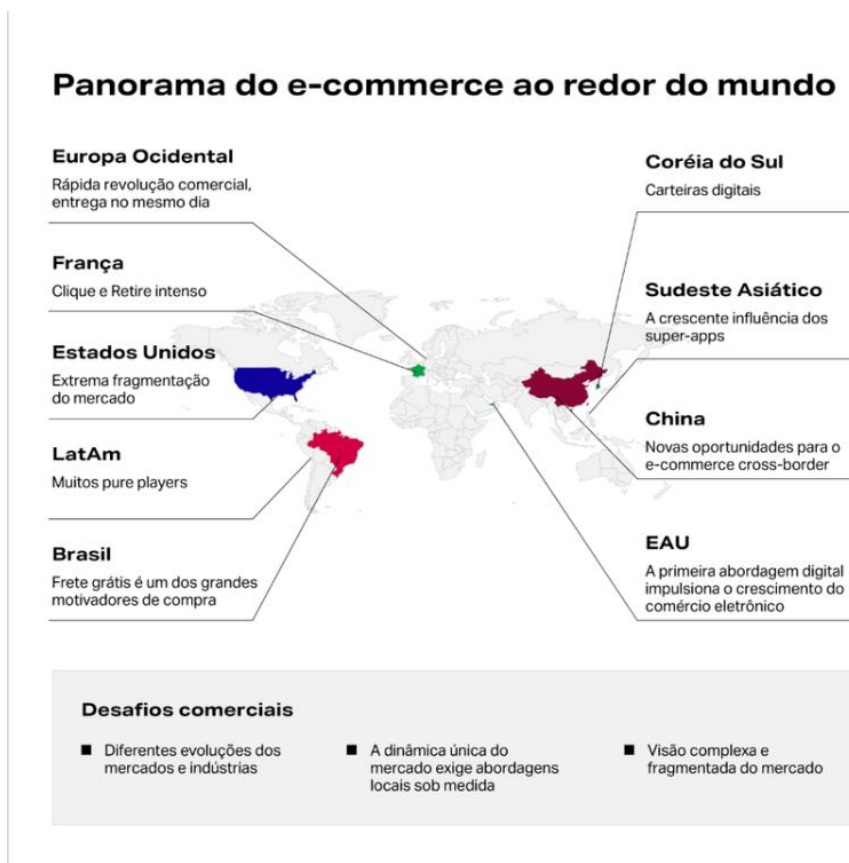 Panorama do e-commerce ao redor do mundo
Europa Ocidental
Rápida revolução comercial,
entrega no mesmo dia
França
Clique e Retire intenso
Estados Unidos
Extrema fragmentação
do mercado
LatAm
Muitos pure players
Brasil
Frete grátis é um dos grandes
motivadores de compra
Coréia do Sul
Carteiras digitais
Sudeste Asiático
A crescente influência dos
super-apps
China
Novas oportunidades para o
e-commerce cross-border
EAU
A primeira abordagem digital
impulsiona o crescimento do
comércio eletrônico
Desafios comerciais
■ Diferentes evoluções dos
mercados e indústrias
■ A dinâmica única do
mercado exige abordagens
locais sob medida
■ Visão complexa e
fragmentada do mercado